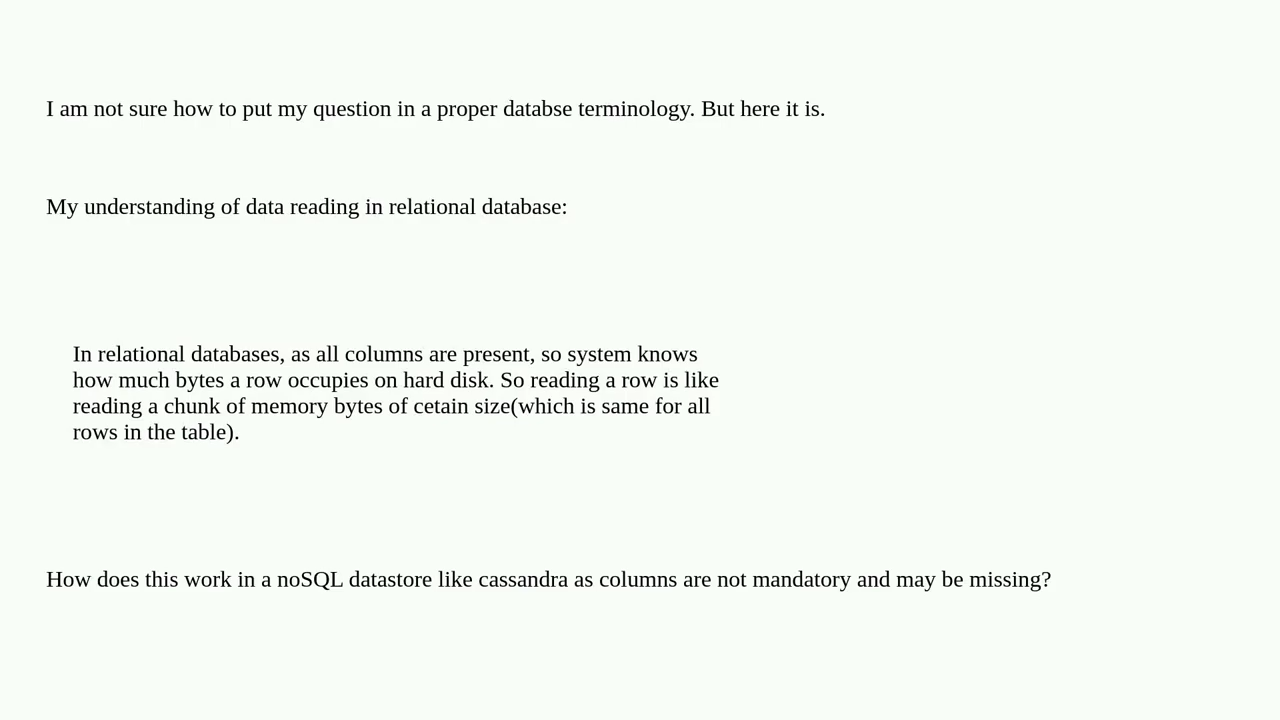 I am not sure how to put my question in a proper databse terminology. But here it is.
My understanding of data reading in relational database:
In relational databases, as all columns are present, so system knows
how much bytes a row occupies on hard disk. So reading a row is like
reading a chunk of memory bytes of cetain size(which is same for all
rows in the table).
How does this work in a noSQL datastore like cassandra as columns are not mandatory and may be missing?